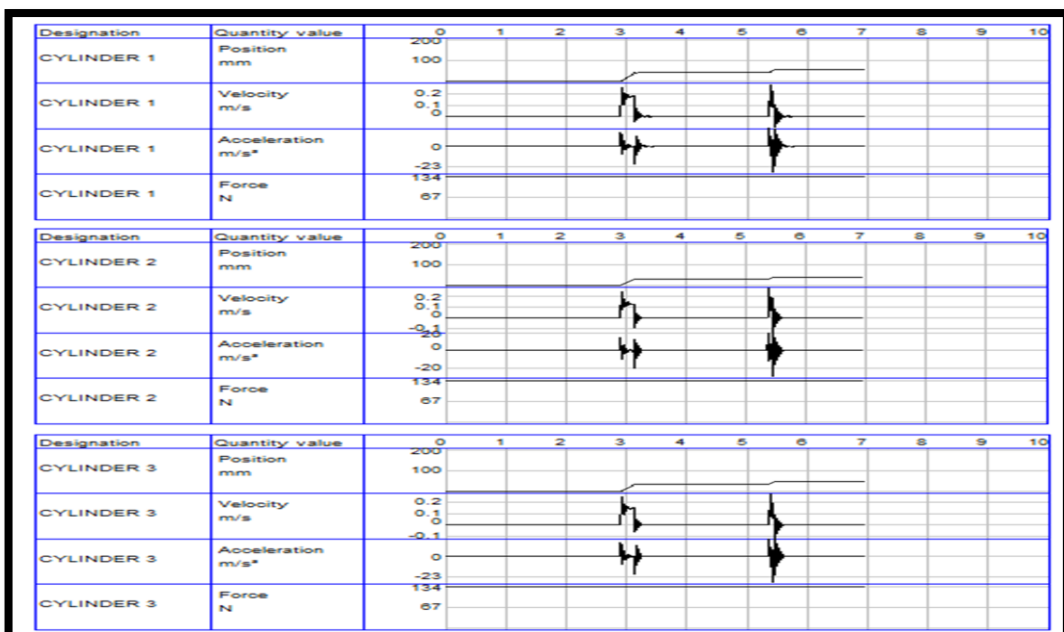 Designation Quantity value 0 1 2 3 4 5 6 7 8 9 10
CYLINDER 1 Position mm 200 100
CYLINDER 1 Velocity m/s 0.2 0.1 0
CYLINDER 1 Acceleration m/s² 0 -23
CYLINDER 1 Force N 134 67
Designation Quantity value 0 1 2 3 4 5 6 7 8 9 10
CYLINDER 2 Position mm 200 100
CYLINDER 2 Velocity m/s 0.2 0.1 0 -0.1
CYLINDER 2 Acceleration m/s² 20 0 -20
CYLINDER 2 Force N 134 67
Designation Quantity value 0 1 2 3 4 5 6 7 8 9 10
CYLINDER 3 Position mm 200 100
CYLINDER 3 Velocity m/s 0.2 0.1 0 -0.1
CYLINDER 3 Acceleration m/s² 0 -23
CYLINDER 3 Force N 134 67